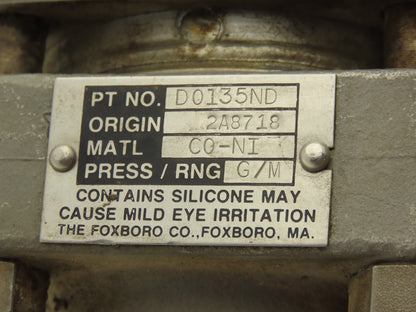 PT NO. D0135ND
ORIGIN 2A8718
MATL CO-NI
PRESS / RNG G/M
CONTAINS SILICONE MAY
CAUSE MILD EYE IRRITATION
THE FOXBORO CO., FOXBORO, MA.